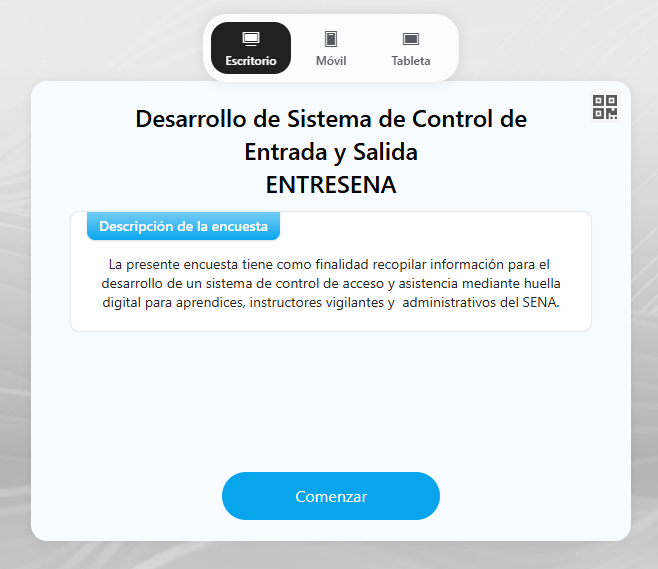 Escritorio Móvil Tableta
Desarrollo de Sistema de Control de
Entrada y Salida
ENTRESENA
Descripción de la encuesta
La presente encuesta tiene como finalidad recopilar información para el
desarrollo de un sistema de control de acceso y asistencia mediante huella
digital para aprendices, instructores vigilantes y  administrativos del SENA.
Comenzar